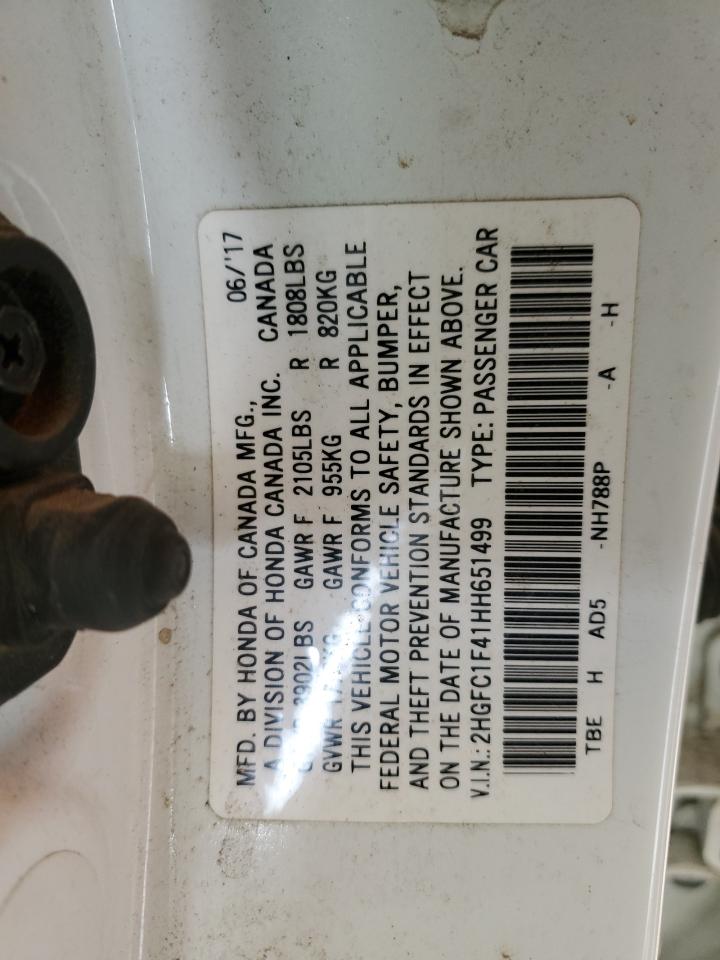 MFD. BY HONDA OF CANADA MFG., 06/'17
A DIVISION OF HONDA CANADA INC. CANADA
3902LBS GAWR F 2105LBS R 1808LBS
GVWR GAWR F 955KG R 820KG
THIS VEHICLE CONFORMS TO ALL APPLICABLE
FEDERAL MOTOR VEHICLE SAFETY, BUMPER,
AND THEFT PREVENTION STANDARDS IN EFFECT
ON THE DATE OF MANUFACTURE SHOWN ABOVE.
V.I.N.: 2HGFC1F41HH651499 TYPE: PASSENGER CAR
TBE H AD5 -NH788P -A -H